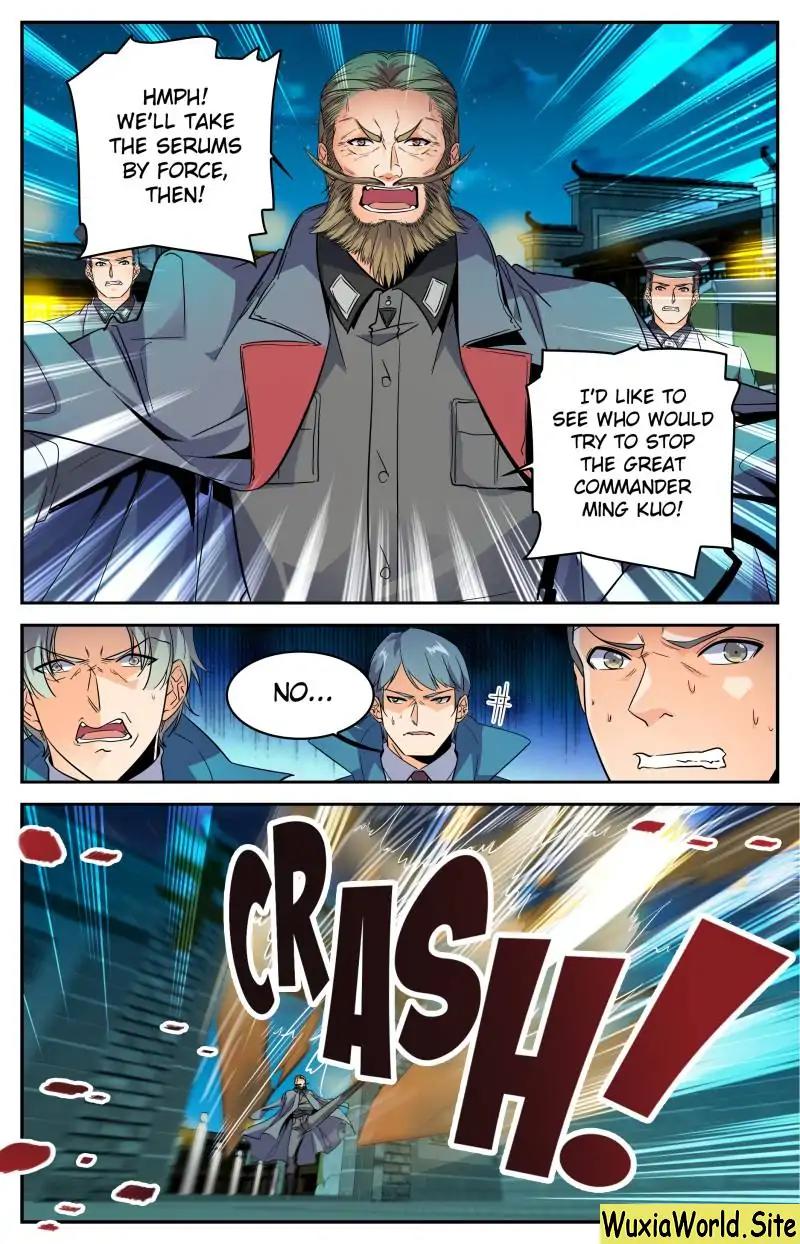 HMPH!
WE'LL TAKE
THE SERUMS
BY FORCE,
THEN!
I'D LIKE TO
SEE WHO WOULD
TRY TO STOP
THE GREAT
COMMANDER
MING KUO!
NO...
CRASH!
WuxiaWorld.Site